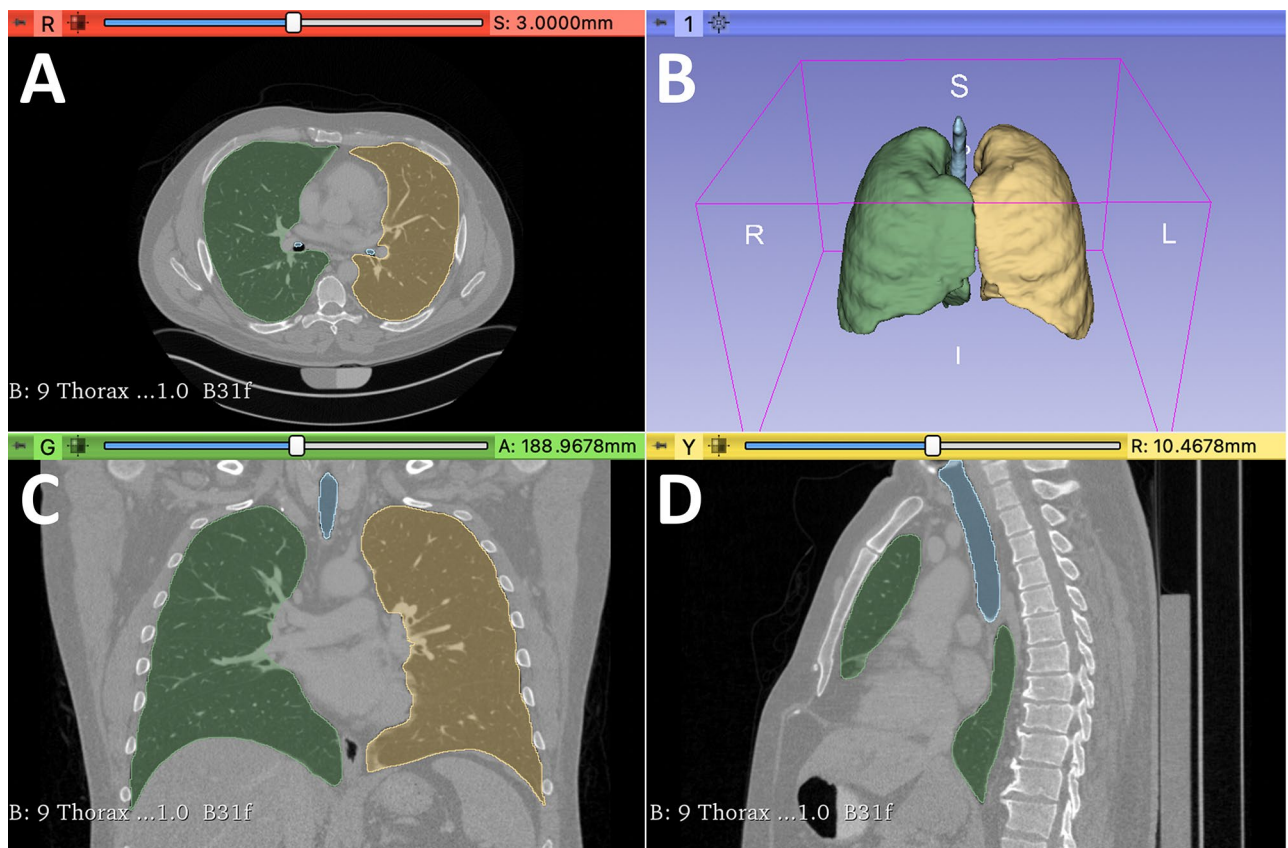 R S: 3.0000mm
1
A
B
S
P
R
L
I
B: 9 Thorax ...1.0 B31f
G A: 188.9678mm
Y R: 10.4678mm
C
D
B: 9 Thorax ...1.0 B31f
B: 9 Thorax ...1.0 B31f